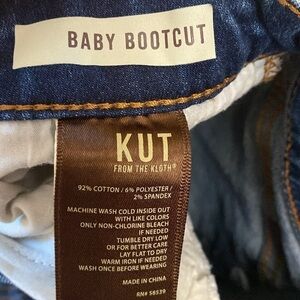 BABY BOOTCUT
KUT
FROM THE KLOTH®
92% COTTON / 6% POLYESTER /
2% SPANDEX
MACHINE WASH COLD INSIDE OUT
WITH LIKE COLORS
ONLY NON-CHLORINE BLEACH
IF NEEDED
TUMBLE DRY LOW
OR FOR BETTER CARE
LAY FLAT TO DRY
WARM IRON IF NEEDED
WASH ONCE BEFORE WEARING
MADE IN CHINA
RN# 58539